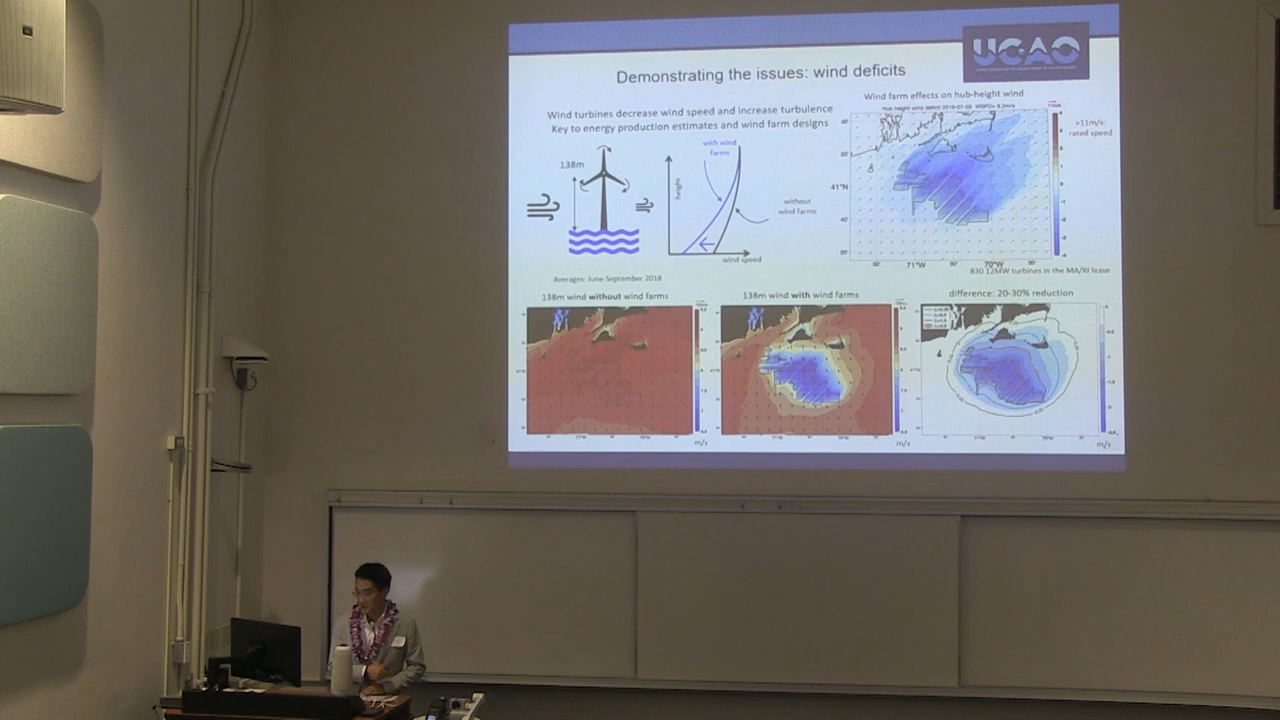 UCAO
Demonstrating the issues: wind deficits
Wind turbines decrease wind speed and increase turbulence
Key to energy production estimates and wind farm designs
Wind farm effects on hub-height wind
>11m/s:
rated speed
138m
with wind
farms
height
without
wind farms
wind speed
41°N
71°W
70°W
830 12MW turbines in the MA/RI lease
Averages: June-September 2018
138m wind without wind farms
138m wind with wind farms
difference: 20-30% reduction
m/s
m/s
m/s